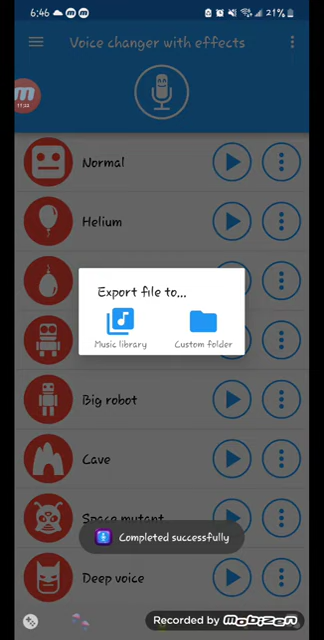 6:46
21%
Voice changer with effects
11:23
Normal
Helium
Export file to...
Music library
Custom folder
Big robot
Cave
Space mutant
Completed successfully
Deep voice
Recorded by mobizen